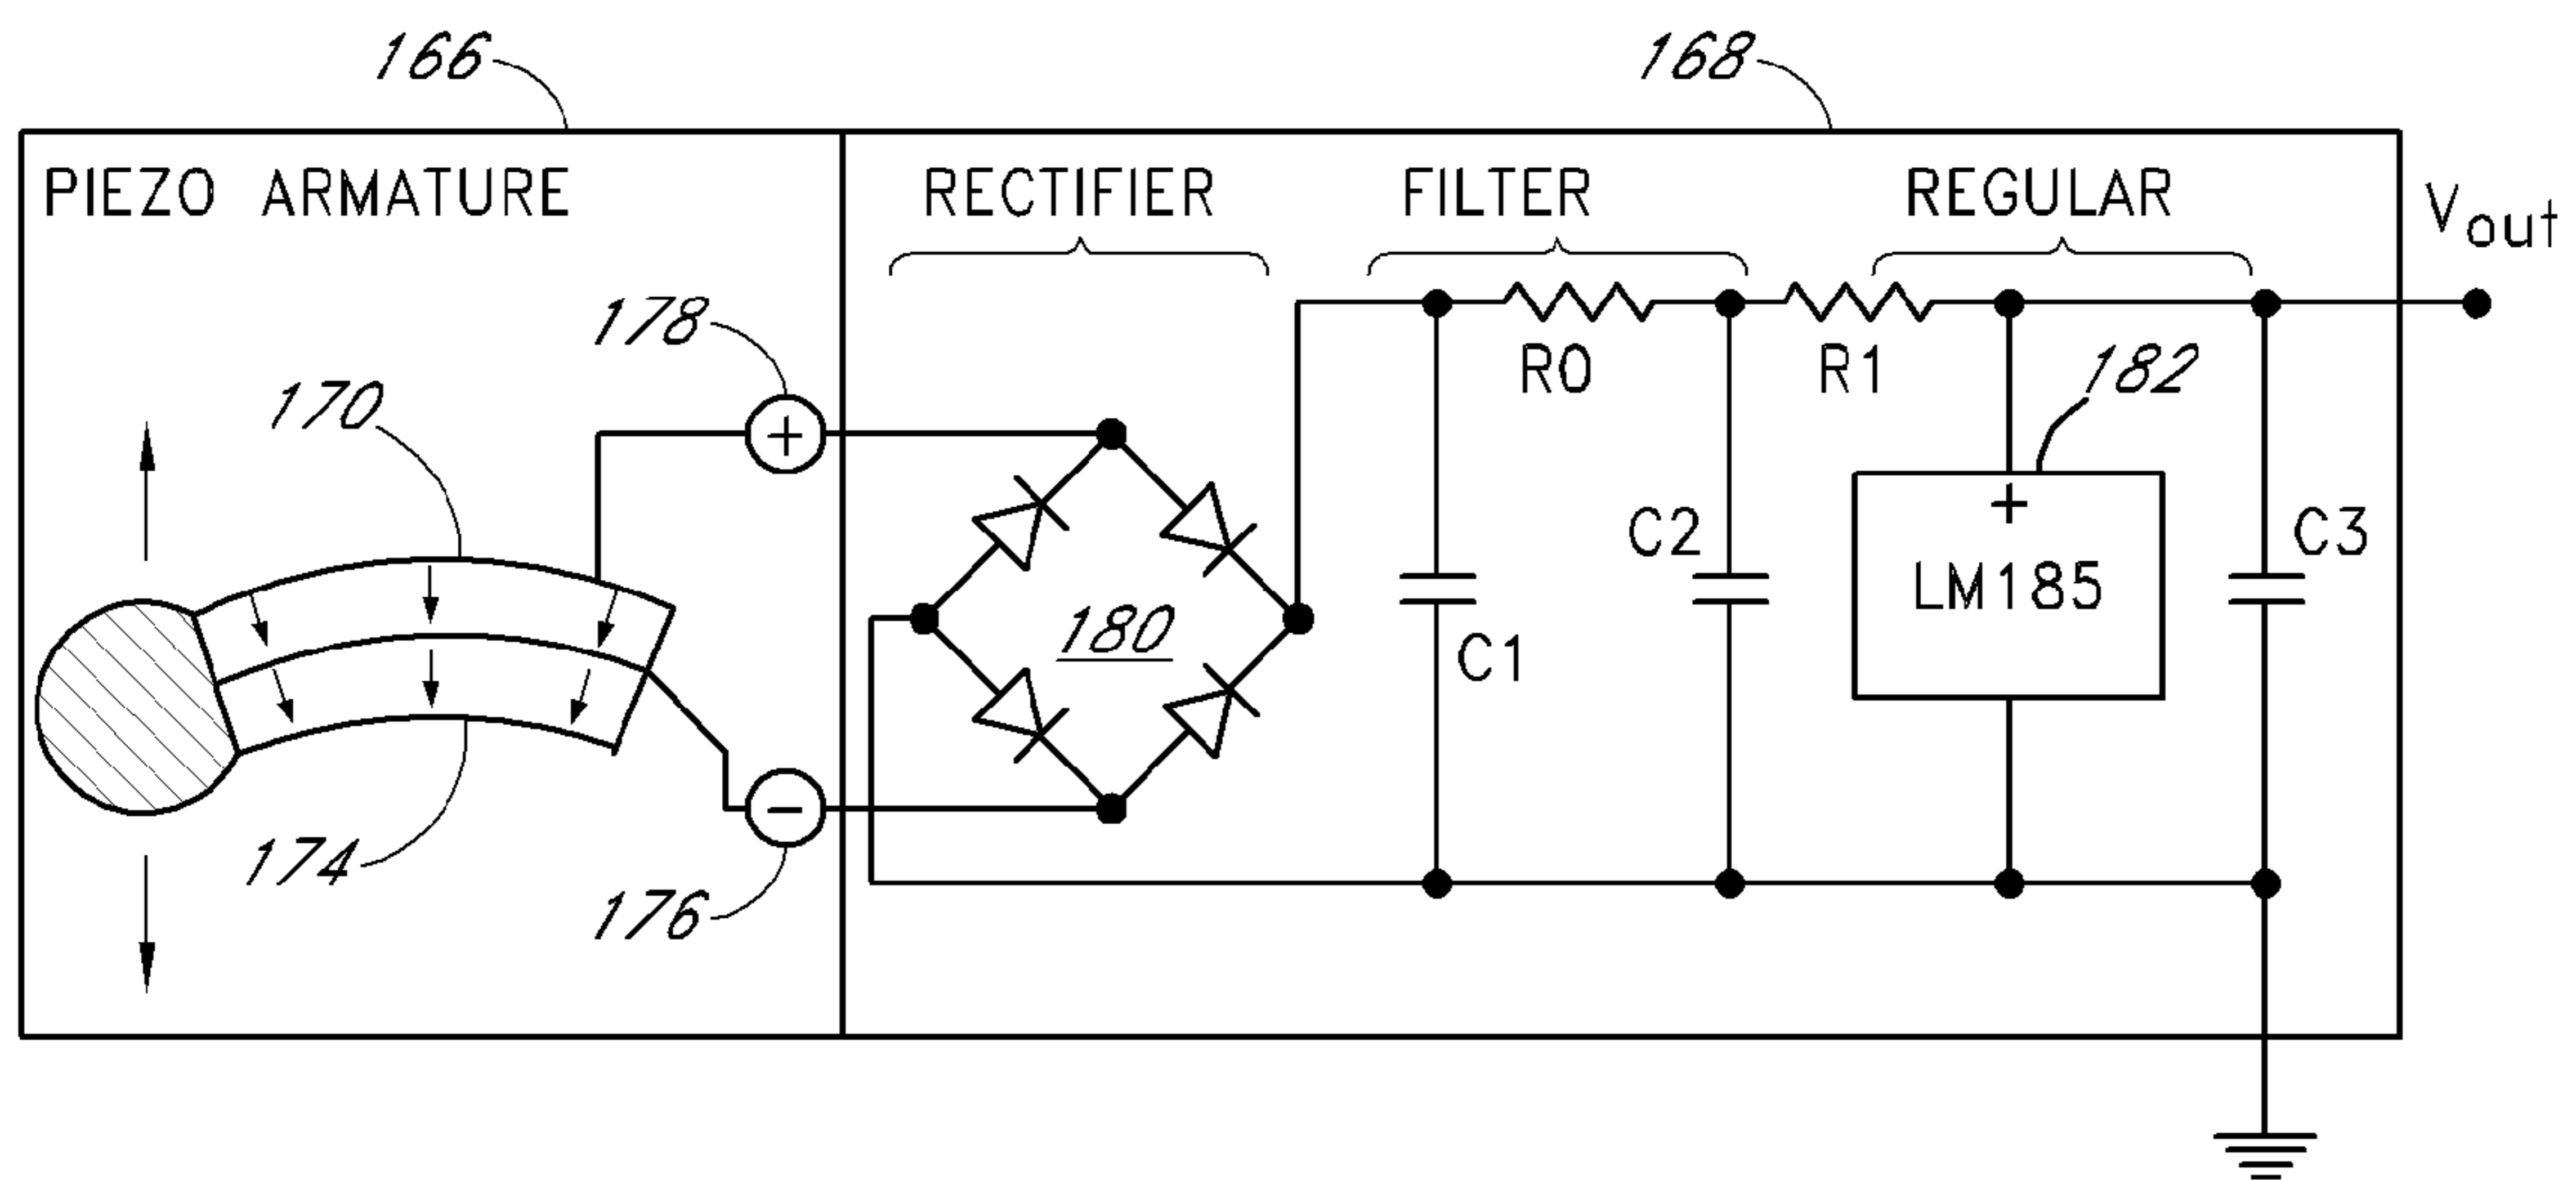 166
168
PIEZO ARMATURE
RECTIFIER
FILTER
REGULAR
Vout
178
170
R0
R1
182
+
+
C2
C3
LM185
180
C1
174
−
176